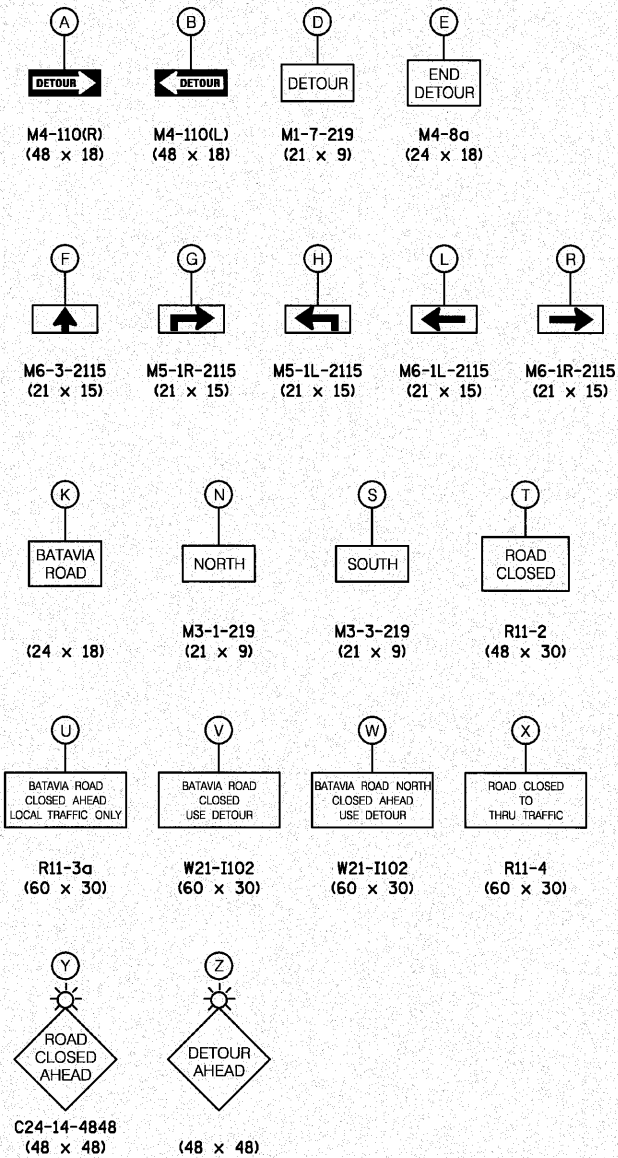 A B D E
DETOUR DETOUR DETOUR END
DETOUR
M4-110(R) M4-110(L) M1-7-219 M4-8a
(48 x 18) (48 x 18) (21 x 9) (24 x 18)
F G H L R
M6-3-2115 M5-1R-2115 M5-1L-2115 M6-1L-2115 M6-1R-2115
(21 x 15) (21 x 15) (21 x 15) (21 x 15) (21 x 15)
K N S T
BATAVIA
ROAD
NORTH
SOUTH
ROAD
CLOSED
M3-1-219 M3-3-219 R11-2
(24 x 18) (21 x 9) (21 x 9) (48 x 30)
U V W X
BATAVIA ROAD
CLOSED AHEAD
LOCAL TRAFFIC ONLY
BATAVIA ROAD
CLOSED
USE DETOUR
BATAVIA ROAD NORTH
CLOSED AHEAD
USE DETOUR
ROAD CLOSED
TO
THRU TRAFFIC
R11-3a W21-I102 W21-I102 R11-4
(60 x 30) (60 x 30) (60 x 30) (60 x 30)
Y Z
ROAD
CLOSED
AHEAD
DETOUR
AHEAD
C24-14-4848
(48 x 48) (48 x 48)